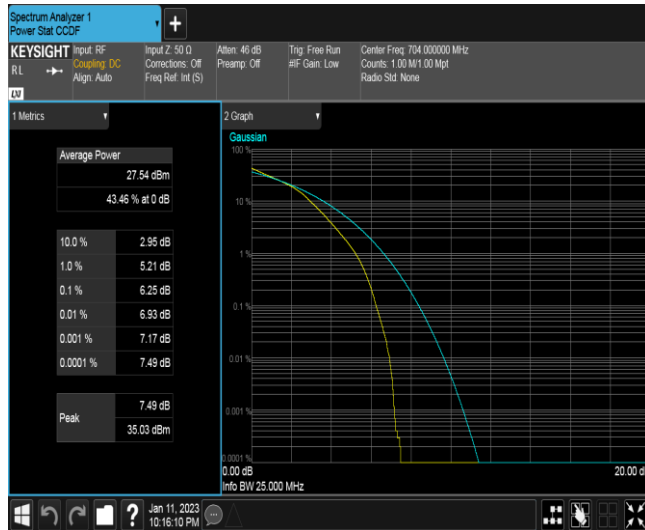 Spectrum Analyzer 1
Power Stat CCDF
+
KEYSIGHT
RL
LXI
Input: RF
Coupling: DC
Align: Auto
Input Z: 50 Ω
Corrections: Off
Freq Ref: Int (S)
Atten: 46 dB
Preamp: Off
Trig: Free Run
#IF Gain: Low
Center Freq: 704.000000 MHz
Counts: 1.00 M/1.00 Mpt
Radio Std: None
1 Metrics
Average Power
27.54 dBm
43.46 % at 0 dB
10.0 % 2.95 dB
1.0 % 5.21 dB
0.1 % 6.25 dB
0.01 % 6.93 dB
0.001 % 7.17 dB
0.0001 % 7.49 dB
Peak
7.49 dB
35.03 dBm
2 Graph
Gaussian
100 %
10 %
1 %
0.1 %
0.01 %
0.001 %
0.0001 %
0.00 dB
20.00 d
Info BW 25.000 MHz
?
Jan 11, 2023
10:16:10 PM